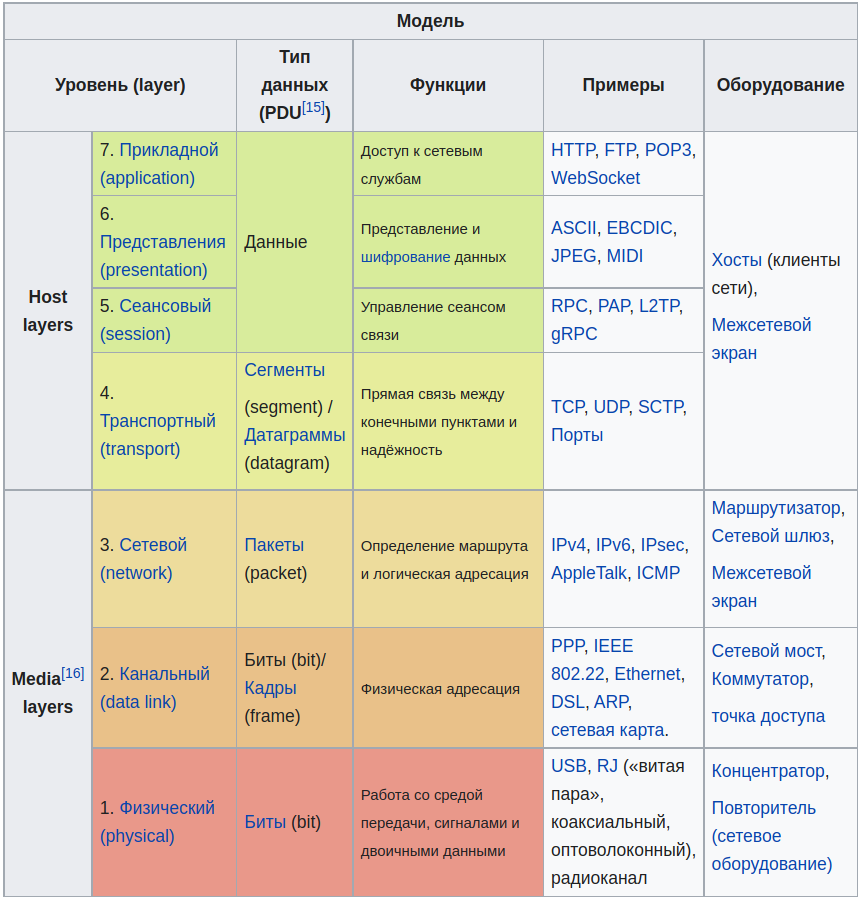 Модель
Уровень (layer)
Тип
данных
(PDU[15])
Функции
Примеры
Оборудование
Host
layers
7. Прикладной
(application)
Данные
Доступ к сетевым
службам
HTTP, FTP, POP3,
WebSocket
Хосты (клиенты
сети),
Межсетевой
экран
6.
Представления
(presentation)
Представление и
шифрование данных
ASCII, EBCDIC,
JPEG, MIDI
5. Сеансовый
(session)
Управление сеансом
связи
RPC, PAP, L2TP,
gRPC
4.
Транспортный
(transport)
Сегменты
(segment) /
Датаграммы
(datagram)
Прямая связь между
конечными пунктами и
надёжность
TCP, UDP, SCTP,
Порты
Media[16]
layers
3. Сетевой
(network)
Пакеты
(packet)
Определение маршрута
и логическая адресация
IPv4, IPv6, IPsec,
AppleTalk, ICMP
Маршрутизатор,
Сетевой шлюз,
Межсетевой
экран
2. Канальный
(data link)
Биты (bit)/
Кадры
(frame)
Физическая адресация
PPP, IEEE
802.22, Ethernet,
DSL, ARP,
сетевая карта.
Сетевой мост,
Коммутатор,
точка доступа
1. Физический
(physical)
Биты (bit)
Работа со средой
передачи, сигналами и
двоичными данными
USB, RJ («витая
пара»,
коаксиальный,
оптоволоконный),
радиоканал
Концентратор,
Повторитель
(сетевое
оборудование)